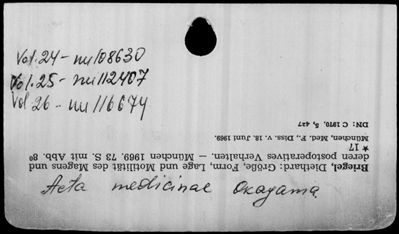 Vol. 24 - nu 108630
Vol. 25 - nu 112407
Vol 26 - nu 116674
Acta medicinae Okayama
Briegel, Diethard: Größe, Form, Lage und Motilität des Magens und
deren postoperatives Verhalten. – München 1969. 73 S. mit Abb. 8º
★ 17
München, Med. F., Diss. v. 18. Juni 1969.
DN: C 1970, 5, 427